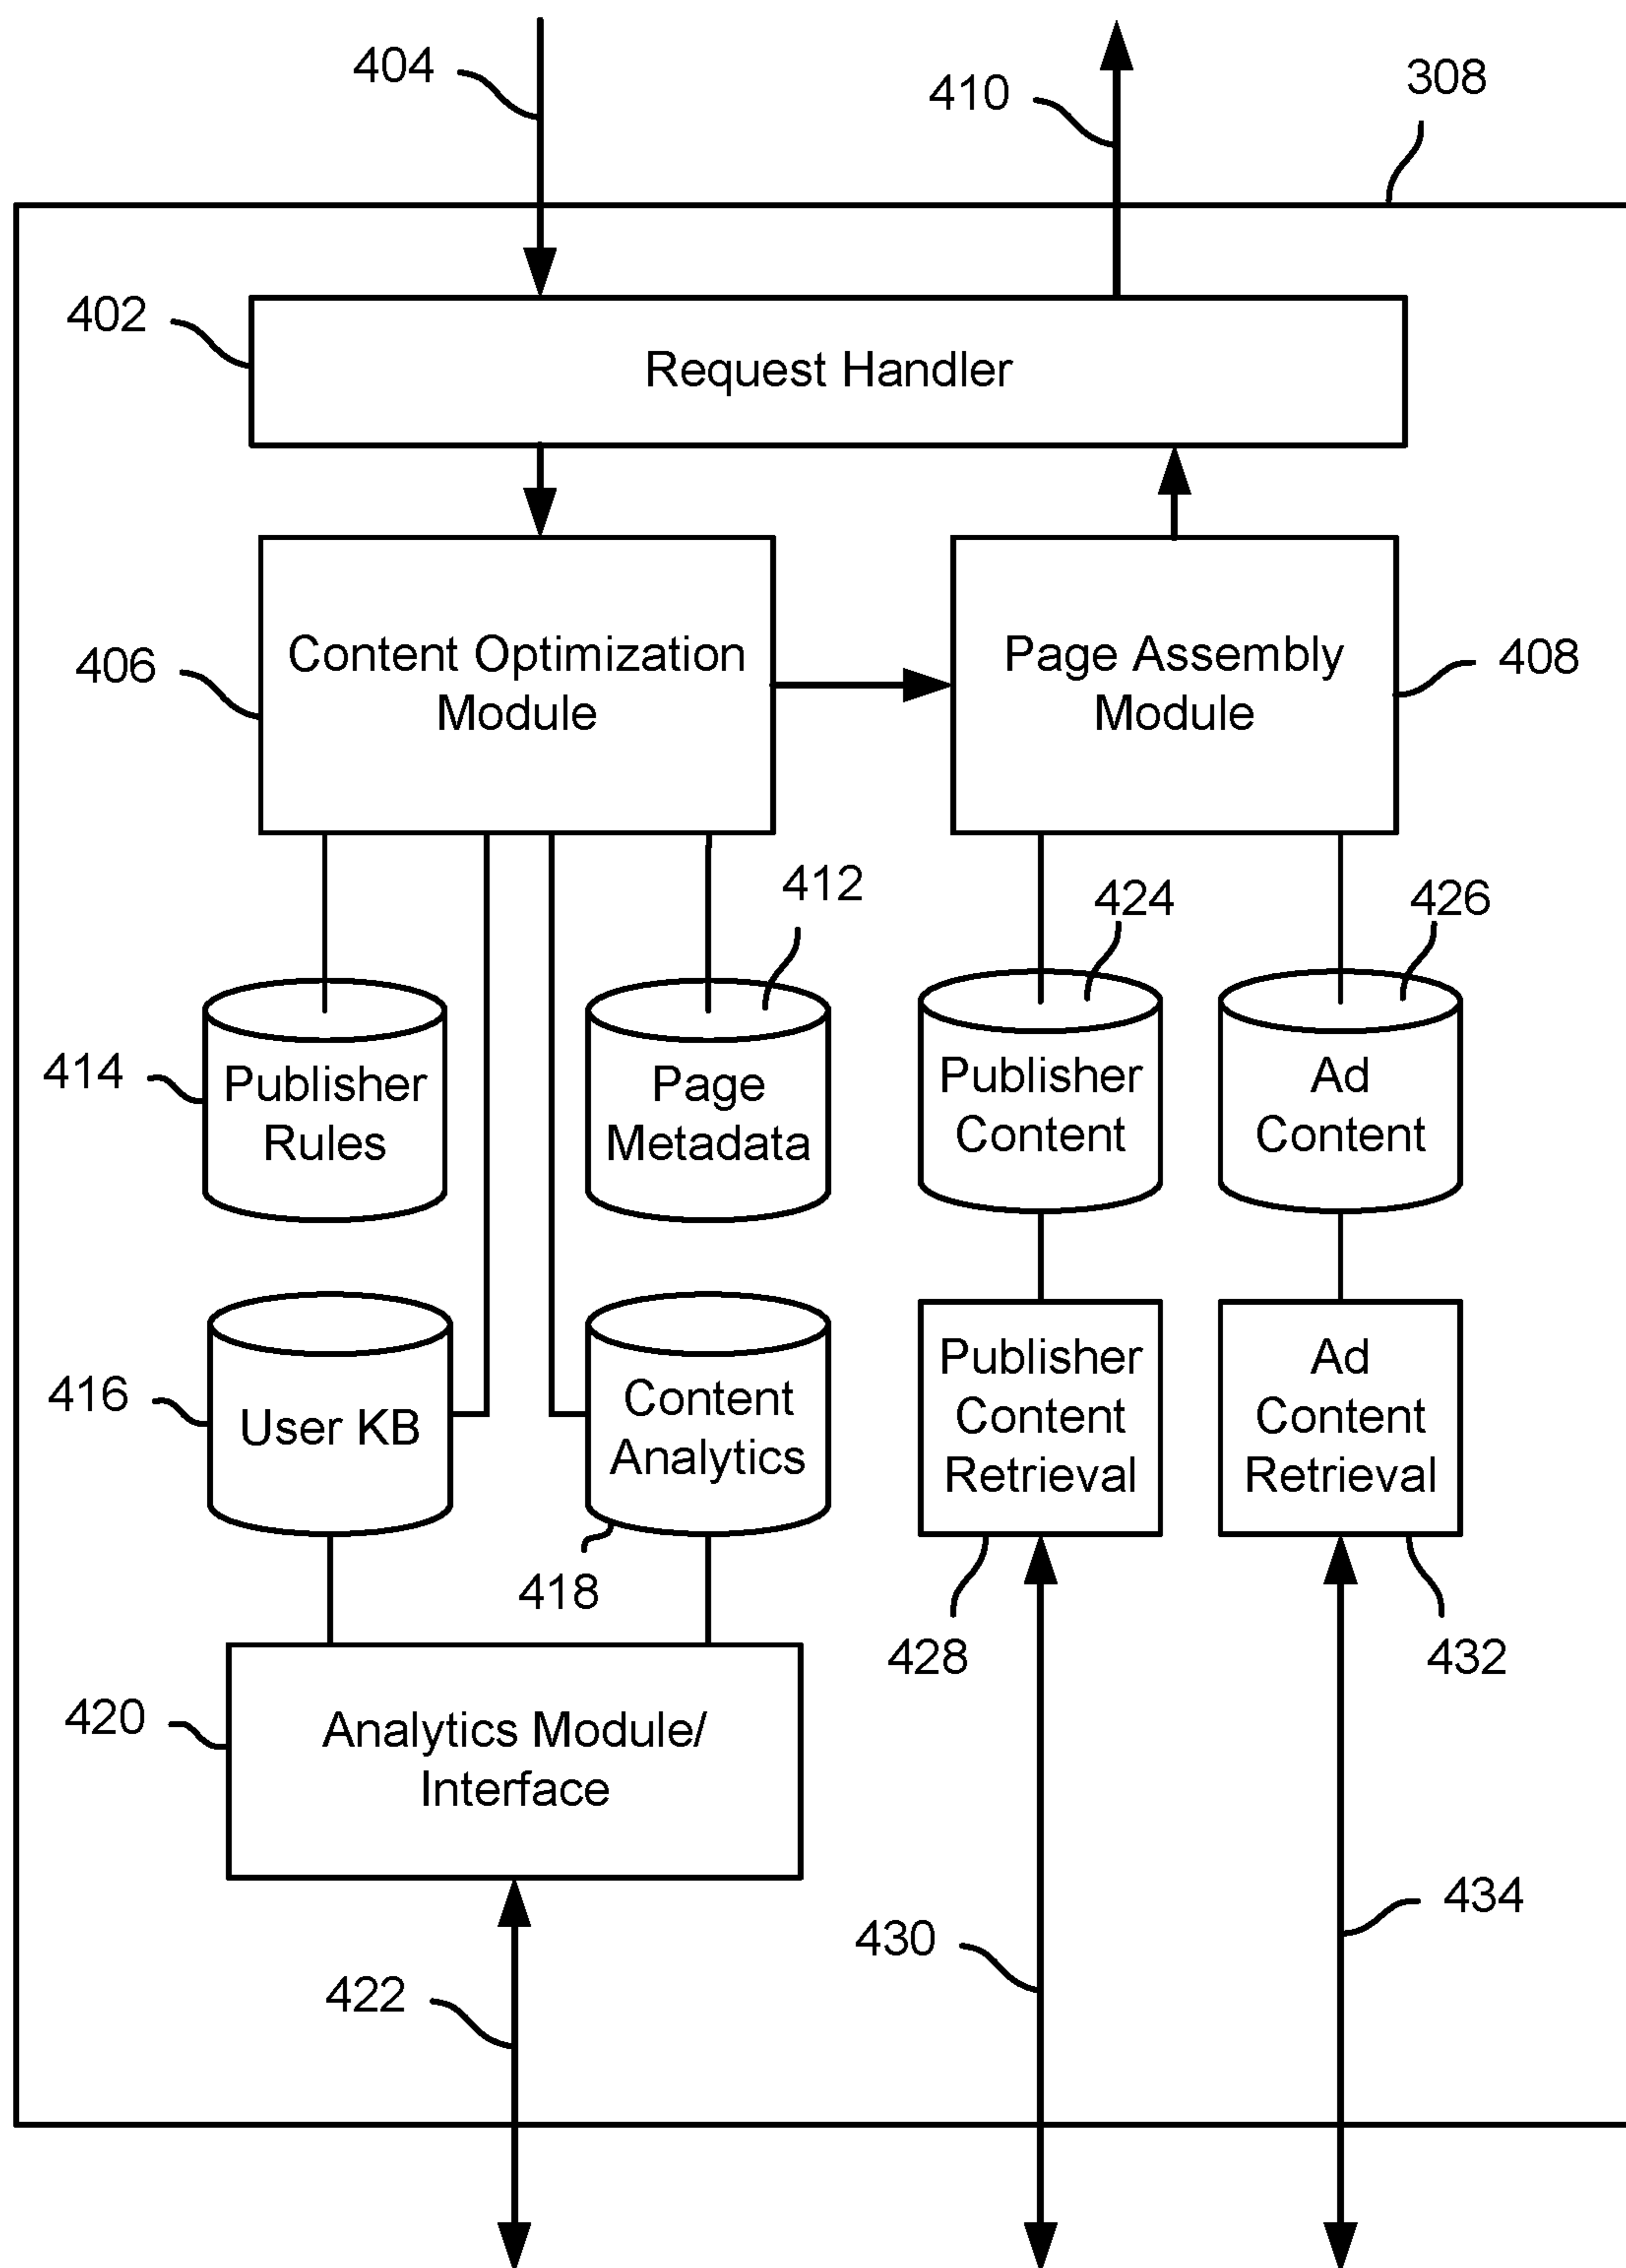 404
410
308
402
Request Handler
406
Content Optimization
Module
Page Assembly
Module
408
412
424
426
414
Publisher
Rules
Page
Metadata
Publisher
Content
Ad
Content
416
User KB
Content
Analytics
Publisher
Content
Retrieval
Ad
Content
Retrieval
418
428
432
420
Analytics Module/
Interface
422
430
434